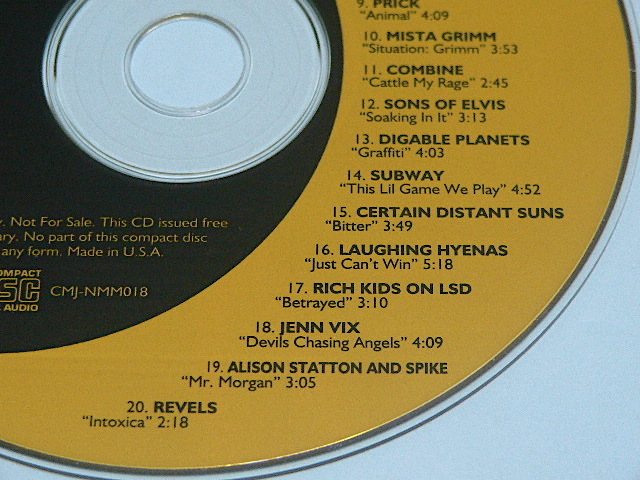 9. PRICK
"Animal" 4:09
10. MISTA GRIMM
"Situation: Grimm" 3:53
11. COMBINE
"Cattle My Rage" 2:45
12. SONS OF ELVIS
"Soaking In It" 3:13
13. DIGABLE PLANETS
"Graffiti" 4:03
14. SUBWAY
"This Lil Game We Play" 4:52
15. CERTAIN DISTANT SUNS
"Bitter" 3:49
16. LAUGHING HYENAS
"Just Can't Win" 5:18
17. RICH KIDS ON LSD
"Betrayed" 3:10
18. JENN VIX
"Devils Chasing Angels" 4:09
19. ALISON STATTON AND SPIKE
"Mr. Morgan" 3:05
20. REVELS
"Intoxica" 2:18
. Not For Sale. This CD issued free
No part of this compact disc
any form. Made in U.S.A.
COMPACT
DISC
AUDIO
CMJ-NMM018